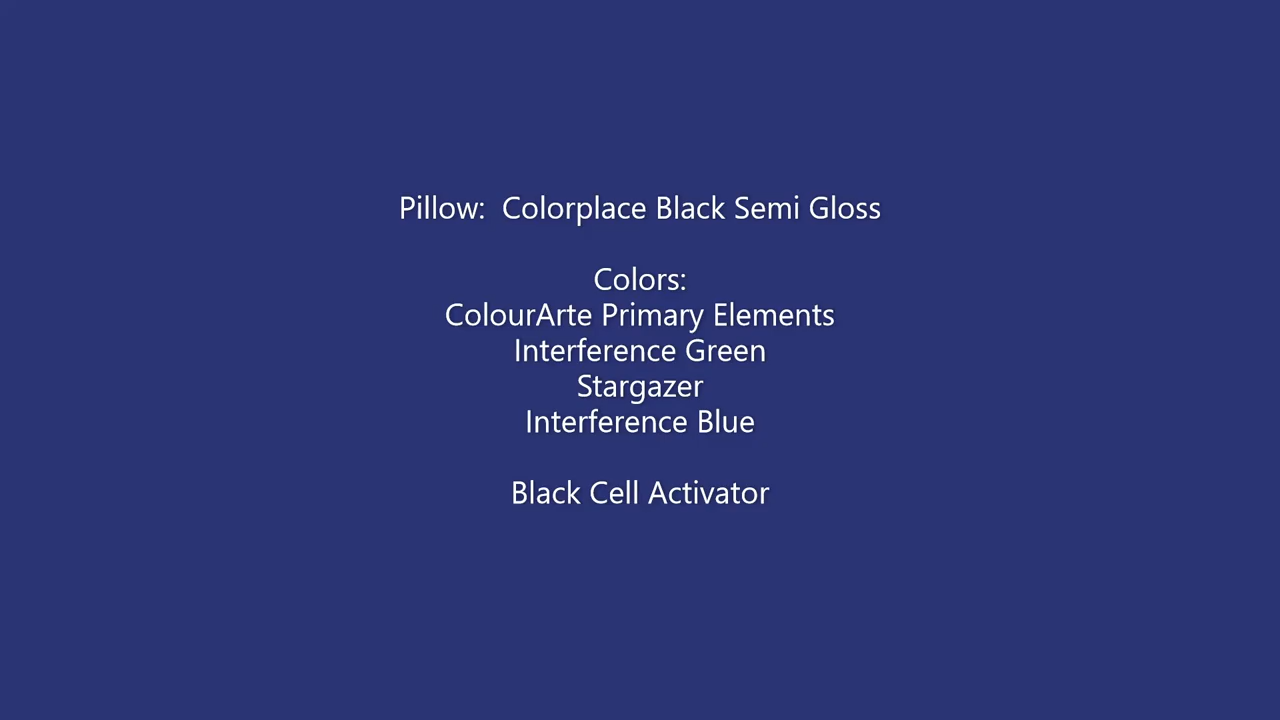 Pillow:  Colorplace Black Semi Gloss
Colors:
ColourArte Primary Elements
Interference Green
Stargazer
Interference Blue
Black Cell Activator